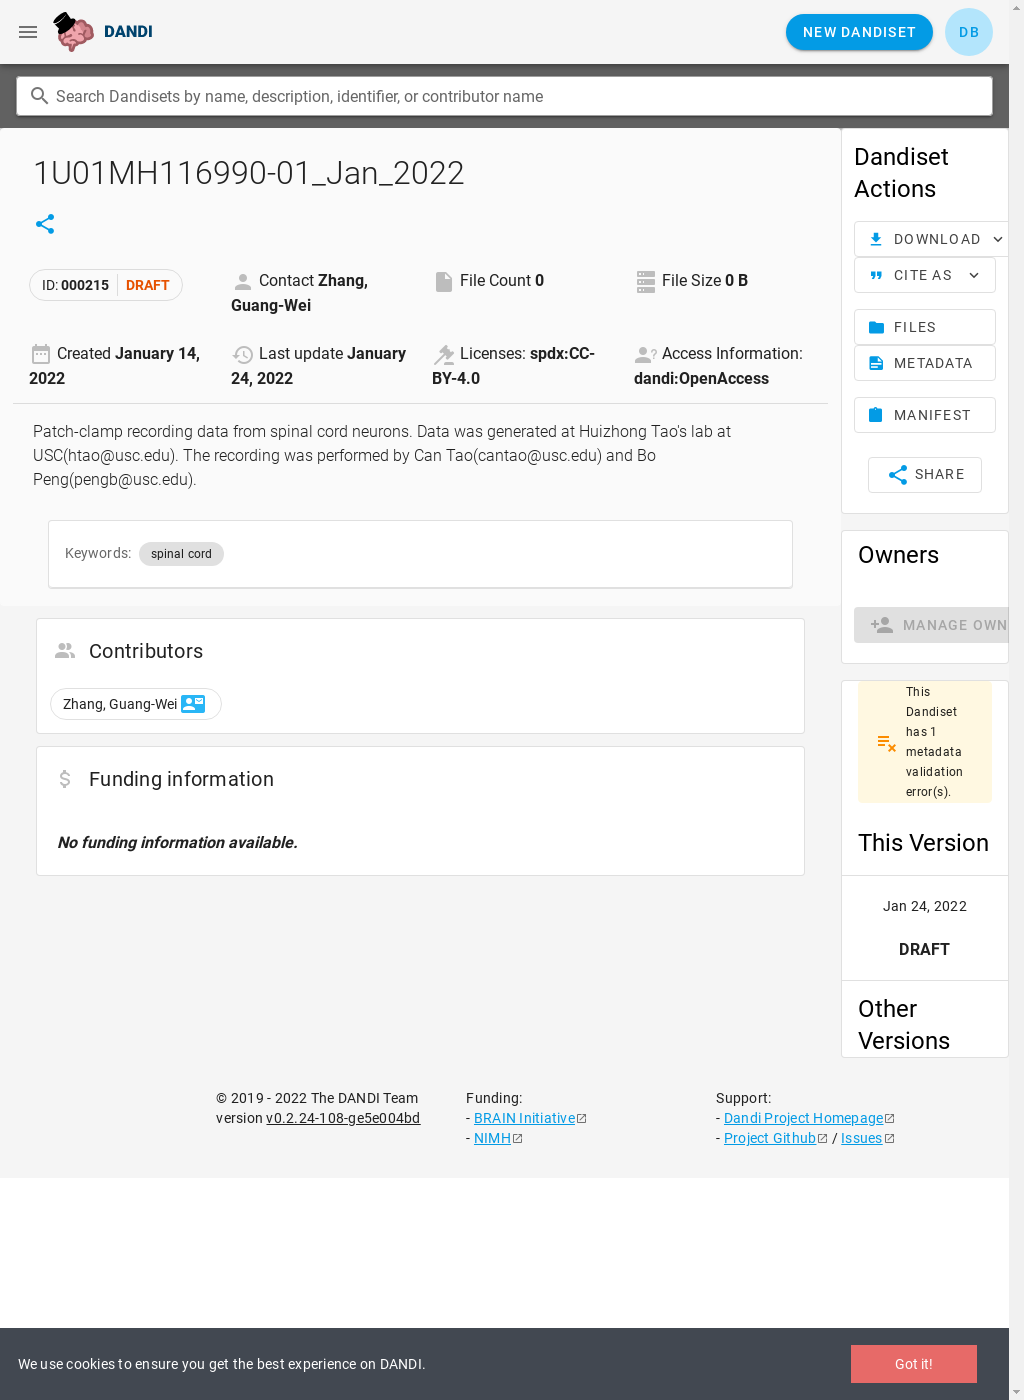 DANDI
NEW DANDISET
DB
Search Dandisets by name, description, identifier, or contributor name
1U01MH116990-01_Jan_2022
ID: 000215 DRAFT
Contact Zhang,
Guang-Wei
File Count 0
File Size 0 B
Created January 14,
2022
Last update January
24, 2022
Licenses: spdx:CC-
BY-4.0
Access Information:
dandi:OpenAccess
Patch-clamp recording data from spinal cord neurons. Data was generated at Huizhong Tao's lab at
USC(htao@usc.edu). The recording was performed by Can Tao(cantao@usc.edu) and Bo
Peng(pengb@usc.edu).
Keywords: spinal cord
Contributors
Zhang, Guang-Wei
Funding information
No funding information available.
Dandiset
Actions
DOWNLOAD
CITE AS
FILES
METADATA
MANIFEST
SHARE
Owners
MANAGE OWN
This
Dandiset
has 1
metadata
validation
error(s).
This Version
Jan 24, 2022
DRAFT
Other
Versions
© 2019 - 2022 The DANDI Team
version v0.2.24-108-ge5e004bd
Funding:
- BRAIN Initiative
- NIMH
Support:
- Dandi Project Homepage
- Project Github / Issues
We use cookies to ensure you get the best experience on DANDI.
Got it!